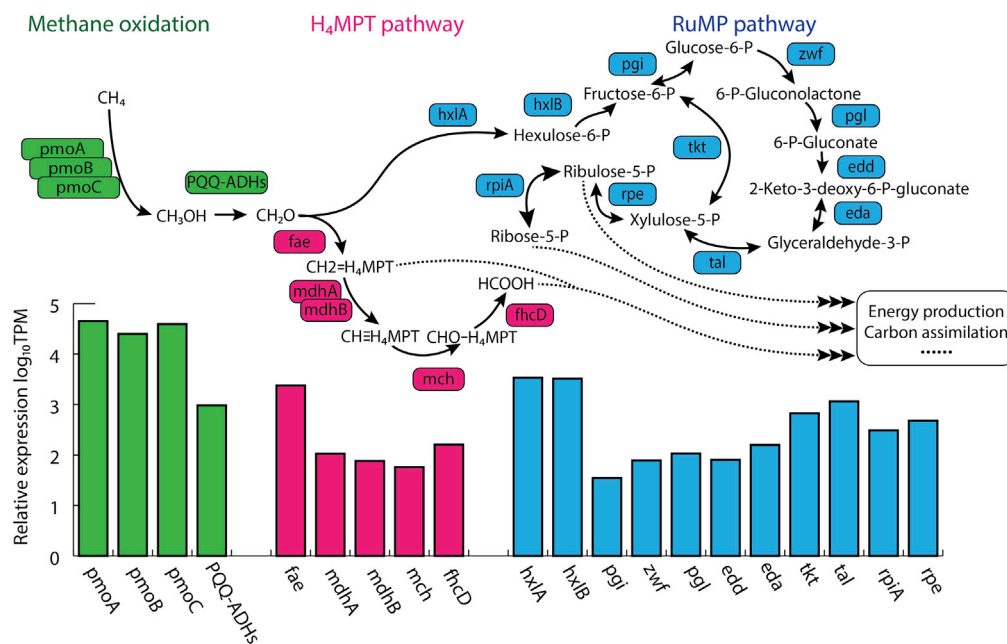 Methane oxidation
H₄MPT pathway
RuMP pathway
CH₄
pmoA
pmoB
pmoC
CH₃OH
PQQ-ADHs
CH₂O
hxlA
Hexulose-6-P
hxlB
Fructose-6-P
pgi
Glucose-6-P
zwf
6-P-Gluconolactone
pgl
6-P-Gluconate
edd
2-Keto-3-deoxy-6-P-gluconate
eda
Glyceraldehyde-3-P
tkt
Ribulose-5-P
rpiA
rpe
Xylulose-5-P
Ribose-5-P
tal
fae
CH2=H₄MPT
mdhA
mdhB
CH≡H₄MPT
CHO–H₄MPT
mch
HCOOH
fhcD
Energy production
Carbon assimilation
······
Relative expression log₁₀TPM
5
4
3
2
1
0
pmoA
pmoB
pmoC
PQQ-ADHs
fae
mdhA
mdhB
mch
fhcD
hxlA
hxlB
pgi
zwf
pgl
edd
eda
tkt
tal
rpiA
rpe